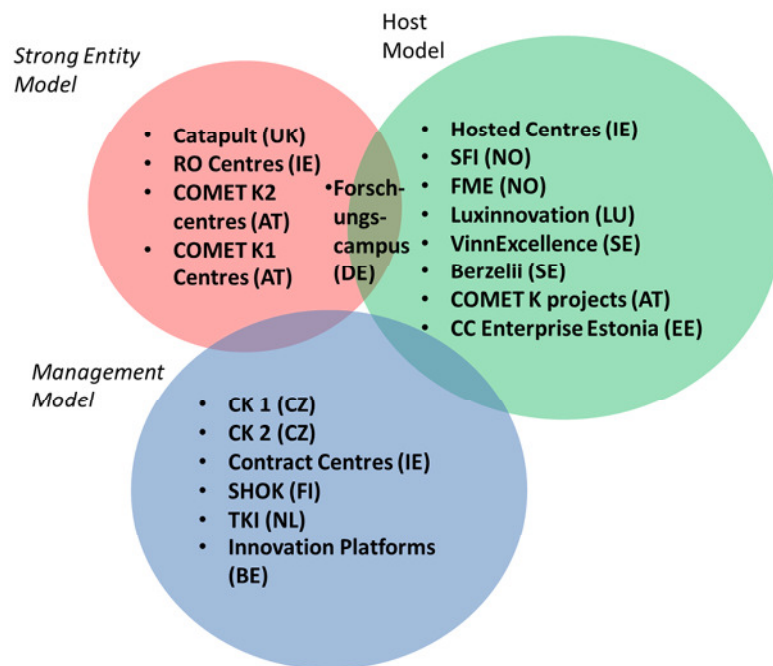 Strong Entity
Model
• Catapult (UK)
• RO Centres (IE)
• COMET K2
centres (AT)
• COMET K1
Centres (AT)
•Forsch-
ungs-
campus
(DE)
Host
Model
• Hosted Centres (IE)
• SFI (NO)
• FME (NO)
• Luxinnovation (LU)
• VinnExcellence (SE)
• Berzelii (SE)
• COMET K projects (AT)
• CC Enterprise Estonia (EE)
Management
Model
• CK 1 (CZ)
• CK 2 (CZ)
• Contract Centres (IE)
• SHOK (FI)
• TKI (NL)
• Innovation Platforms
(BE)